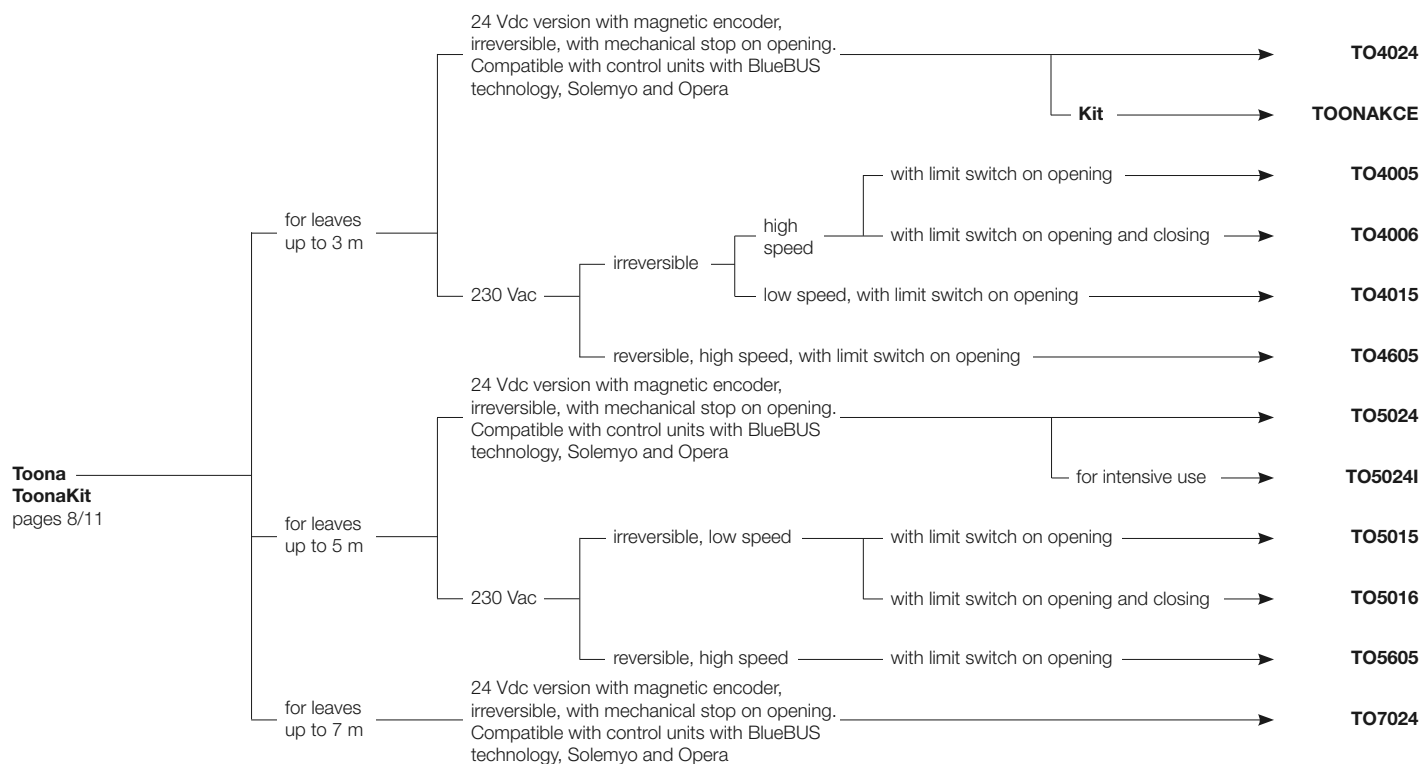 Toona
ToonaKit
pages 8/11
for leaves
up to 3 m
24 Vdc version with magnetic encoder,
irreversible, with mechanical stop on opening.
Compatible with control units with BlueBUS
technology, Solemyo and Opera
TO4024
Kit
TOONAKCE
230 Vac
irreversible
high
speed
with limit switch on opening
TO4005
with limit switch on opening and closing
TO4006
low speed, with limit switch on opening
TO4015
reversible, high speed, with limit switch on opening
TO4605
for leaves
up to 5 m
24 Vdc version with magnetic encoder,
irreversible, with mechanical stop on opening.
Compatible with control units with BlueBUS
technology, Solemyo and Opera
TO5024
for intensive use
TO5024I
230 Vac
irreversible, low speed
with limit switch on opening
TO5015
with limit switch on opening and closing
TO5016
reversible, high speed
with limit switch on opening
TO5605
for leaves
up to 7 m
24 Vdc version with magnetic encoder,
irreversible, with mechanical stop on opening.
Compatible with control units with BlueBUS
technology, Solemyo and Opera
TO7024